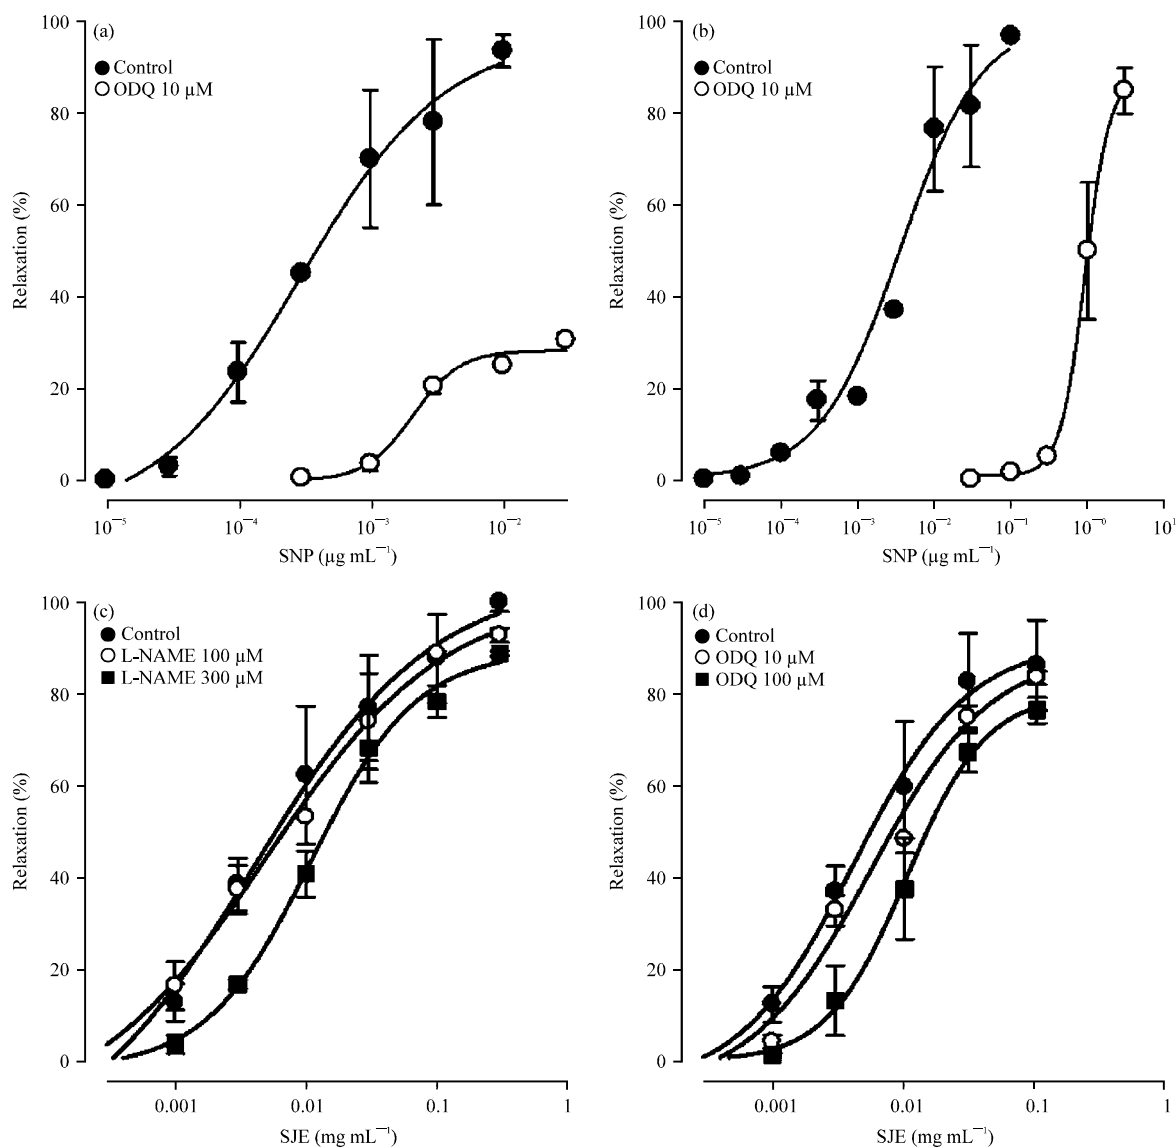 (a)
Control
ODQ 10 µM
Relaxation (%)
100
80
60
40
20
0
10⁻⁵
10⁻⁴
10⁻³
10⁻²
SNP (µg mL⁻¹)
(b)
Control
ODQ 10 µM
Relaxation (%)
100
80
60
40
20
0
10⁻⁵
10⁻⁴
10⁻³
10⁻²
10⁻¹
10⁻⁰
10¹
SNP (µg mL⁻¹)
(c)
Control
L-NAME 100 µM
L-NAME 300 µM
Relaxation (%)
100
80
60
40
20
0
0.001
0.01
0.1
1
SJE (mg mL⁻¹)
(d)
Control
ODQ 10 µM
ODQ 100 µM
Relaxation (%)
100
80
60
40
20
0
0.001
0.01
0.1
1
SJE (mg mL⁻¹)